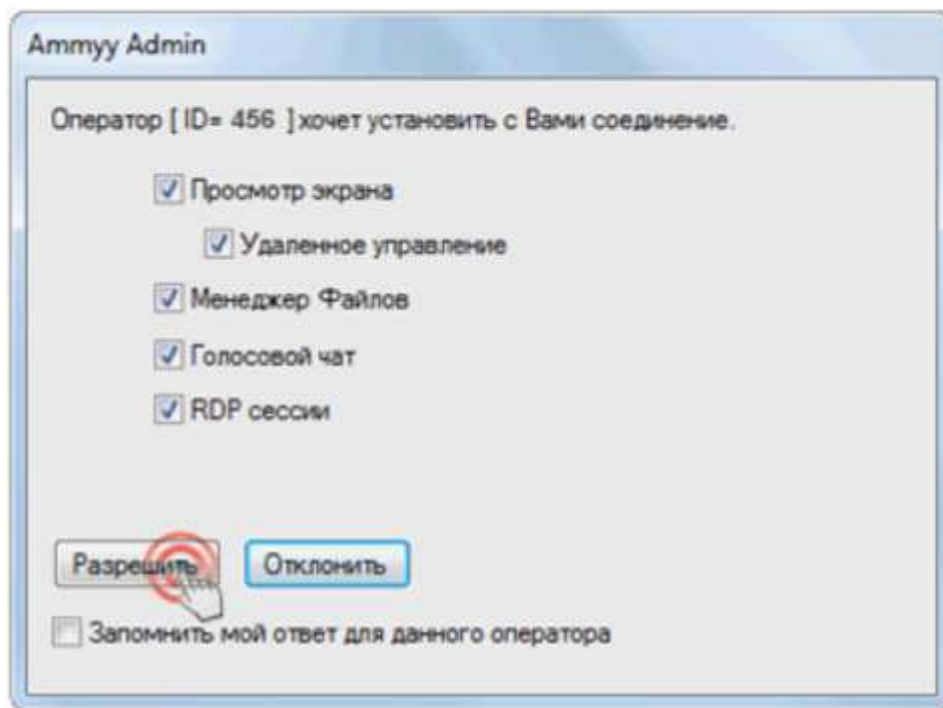 Ammyy Admin
Оператор [ ID= 456 ] хочет установить с Вами соединение.
Просмотр экрана
Удаленное управление
Менеджер Файлов
Голосовой чат
RDP сессии
Разрешить Отклонить
Запомнить мой ответ для данного оператора